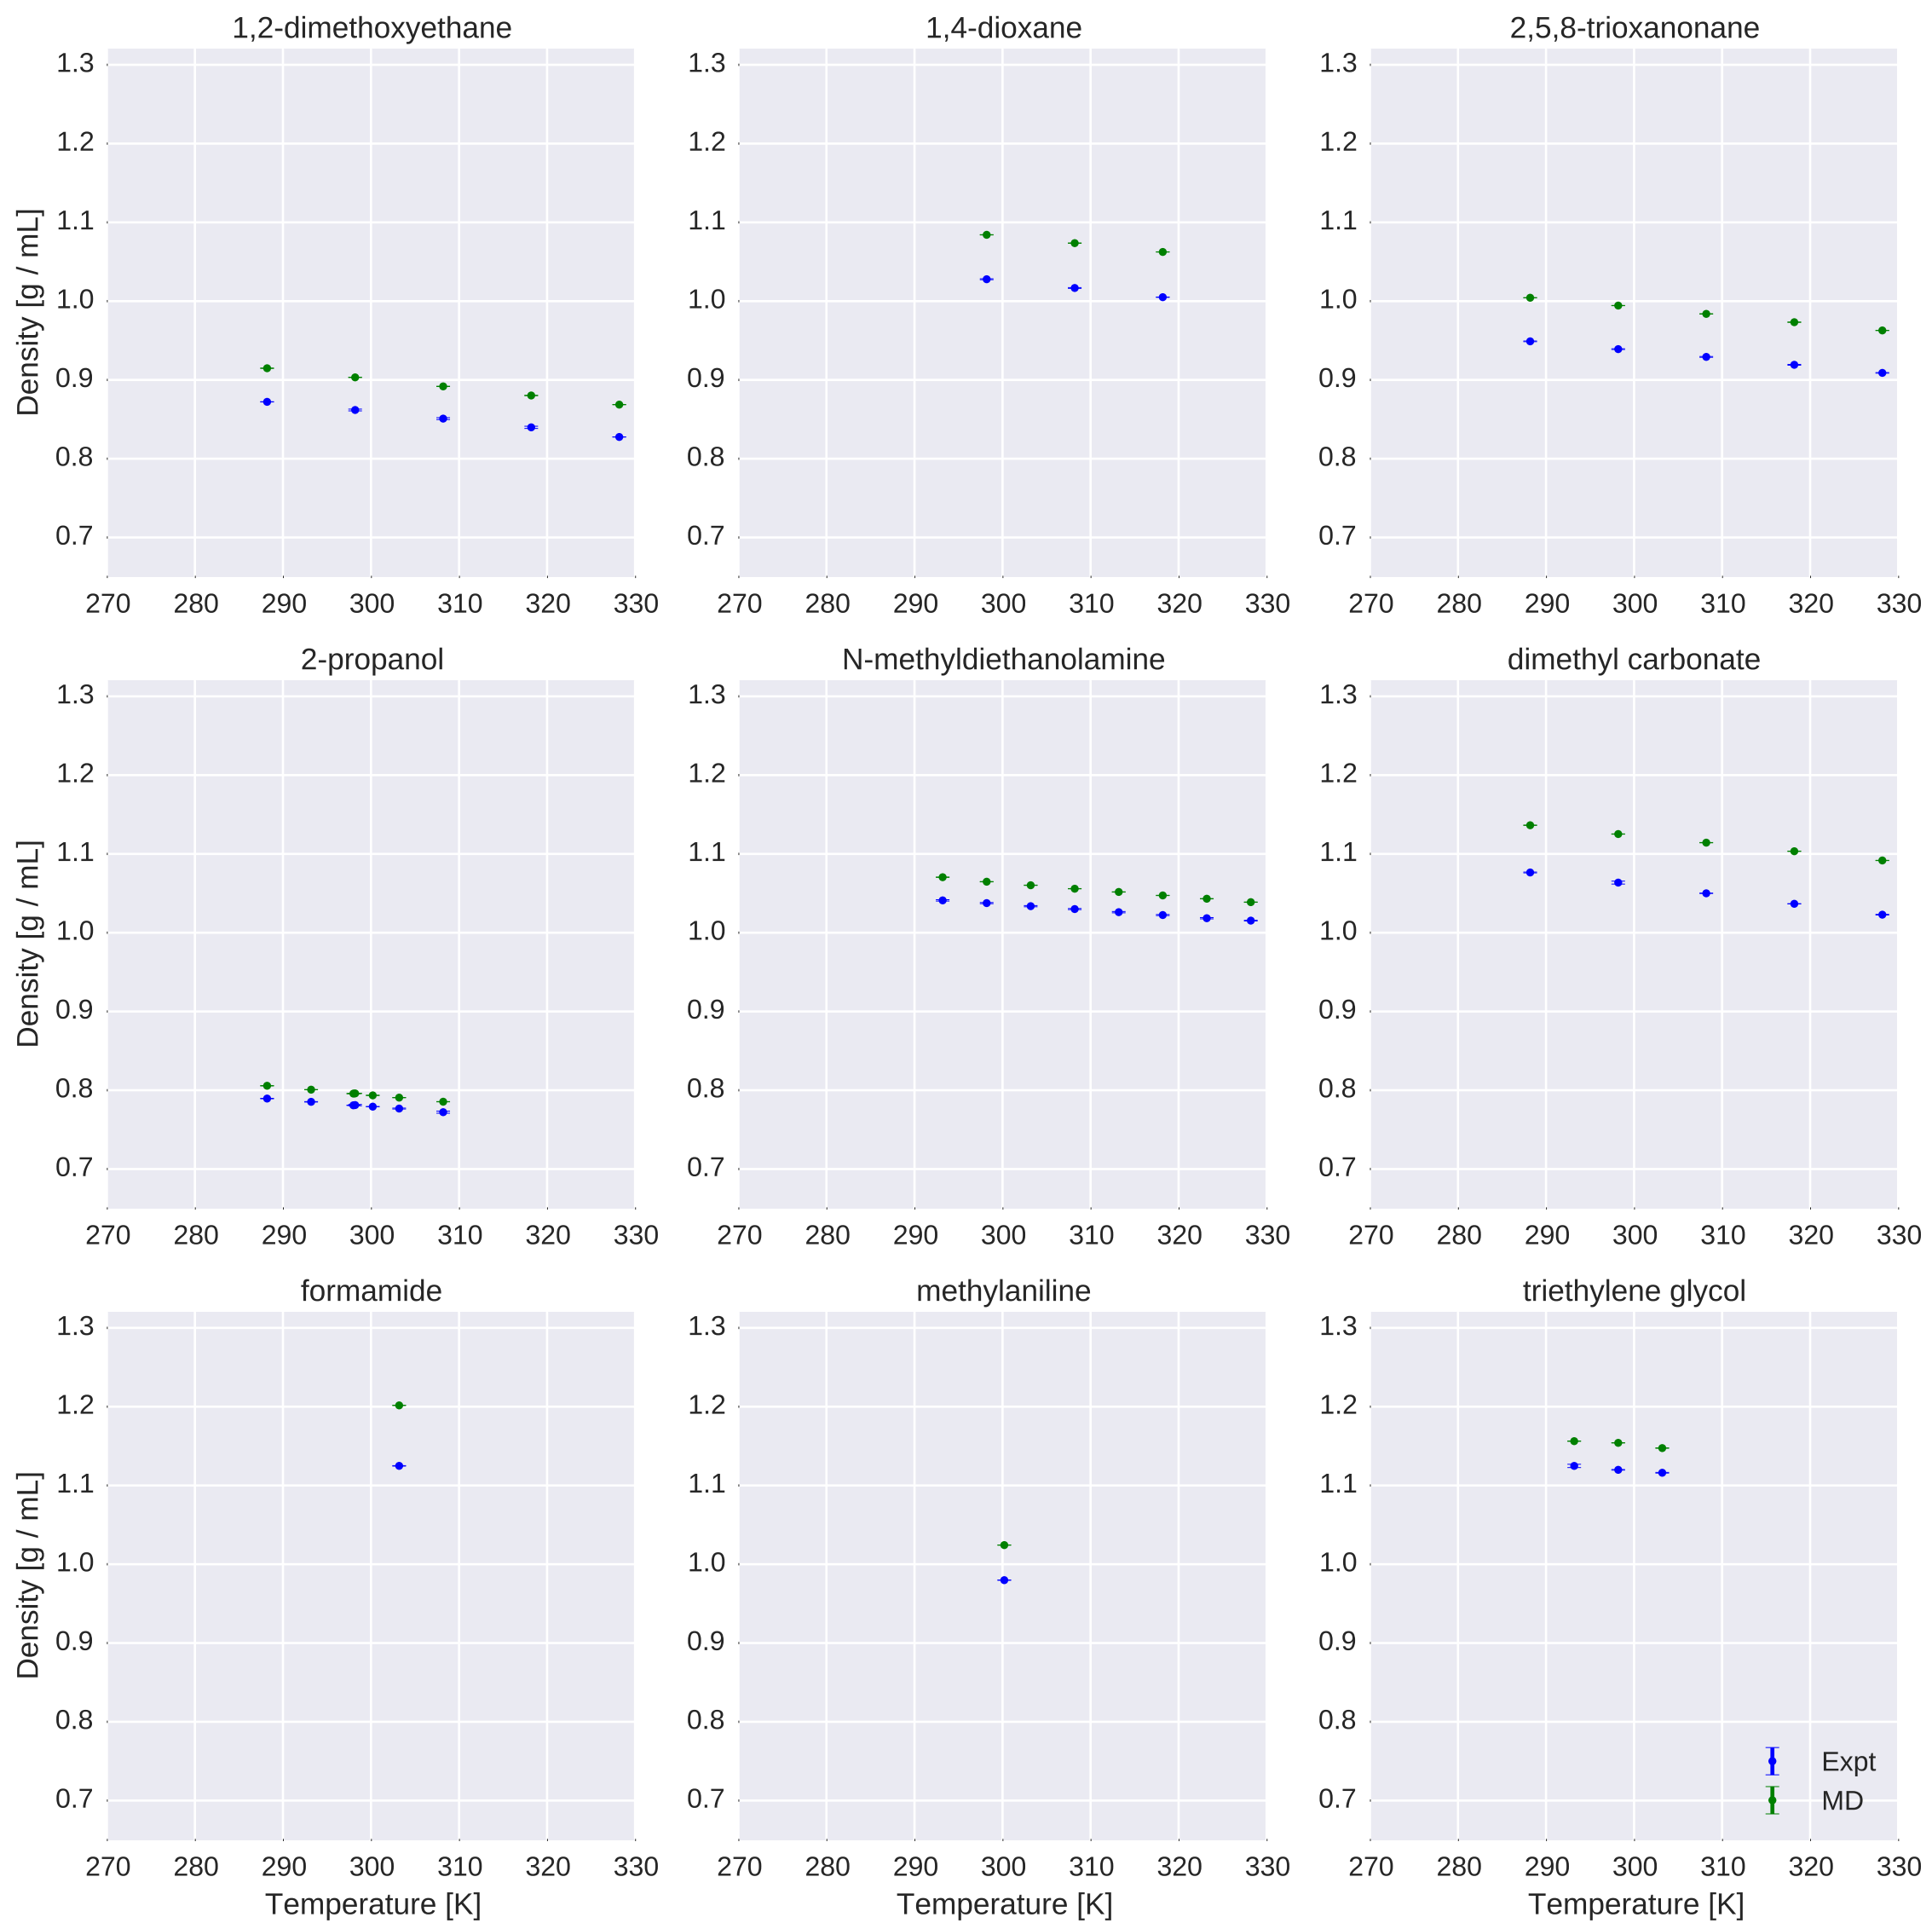 1,2-dimethoxyethane
1,4-dioxane
2,5,8-trioxanonane
1.3
1.2
1.1
1.0
0.9
0.8
0.7
Density [g / mL]
270 280 290 300 310 320 330
1.3
1.2
1.1
1.0
0.9
0.8
0.7
270 280 290 300 310 320 330
1.3
1.2
1.1
1.0
0.9
0.8
0.7
270 280 290 300 310 320 330
2-propanol
N-methyldiethanolamine
dimethyl carbonate
1.3
1.2
1.1
1.0
0.9
0.8
0.7
Density [g / mL]
270 280 290 300 310 320 330
1.3
1.2
1.1
1.0
0.9
0.8
0.7
270 280 290 300 310 320 330
1.3
1.2
1.1
1.0
0.9
0.8
0.7
270 280 290 300 310 320 330
formamide
methylaniline
triethylene glycol
1.3
1.2
1.1
1.0
0.9
0.8
0.7
Density [g / mL]
270 280 290 300 310 320 330
Temperature [K]
1.3
1.2
1.1
1.0
0.9
0.8
0.7
270 280 290 300 310 320 330
Temperature [K]
1.3
1.2
1.1
1.0
0.9
0.8
0.7
Expt
MD
270 280 290 300 310 320 330
Temperature [K]